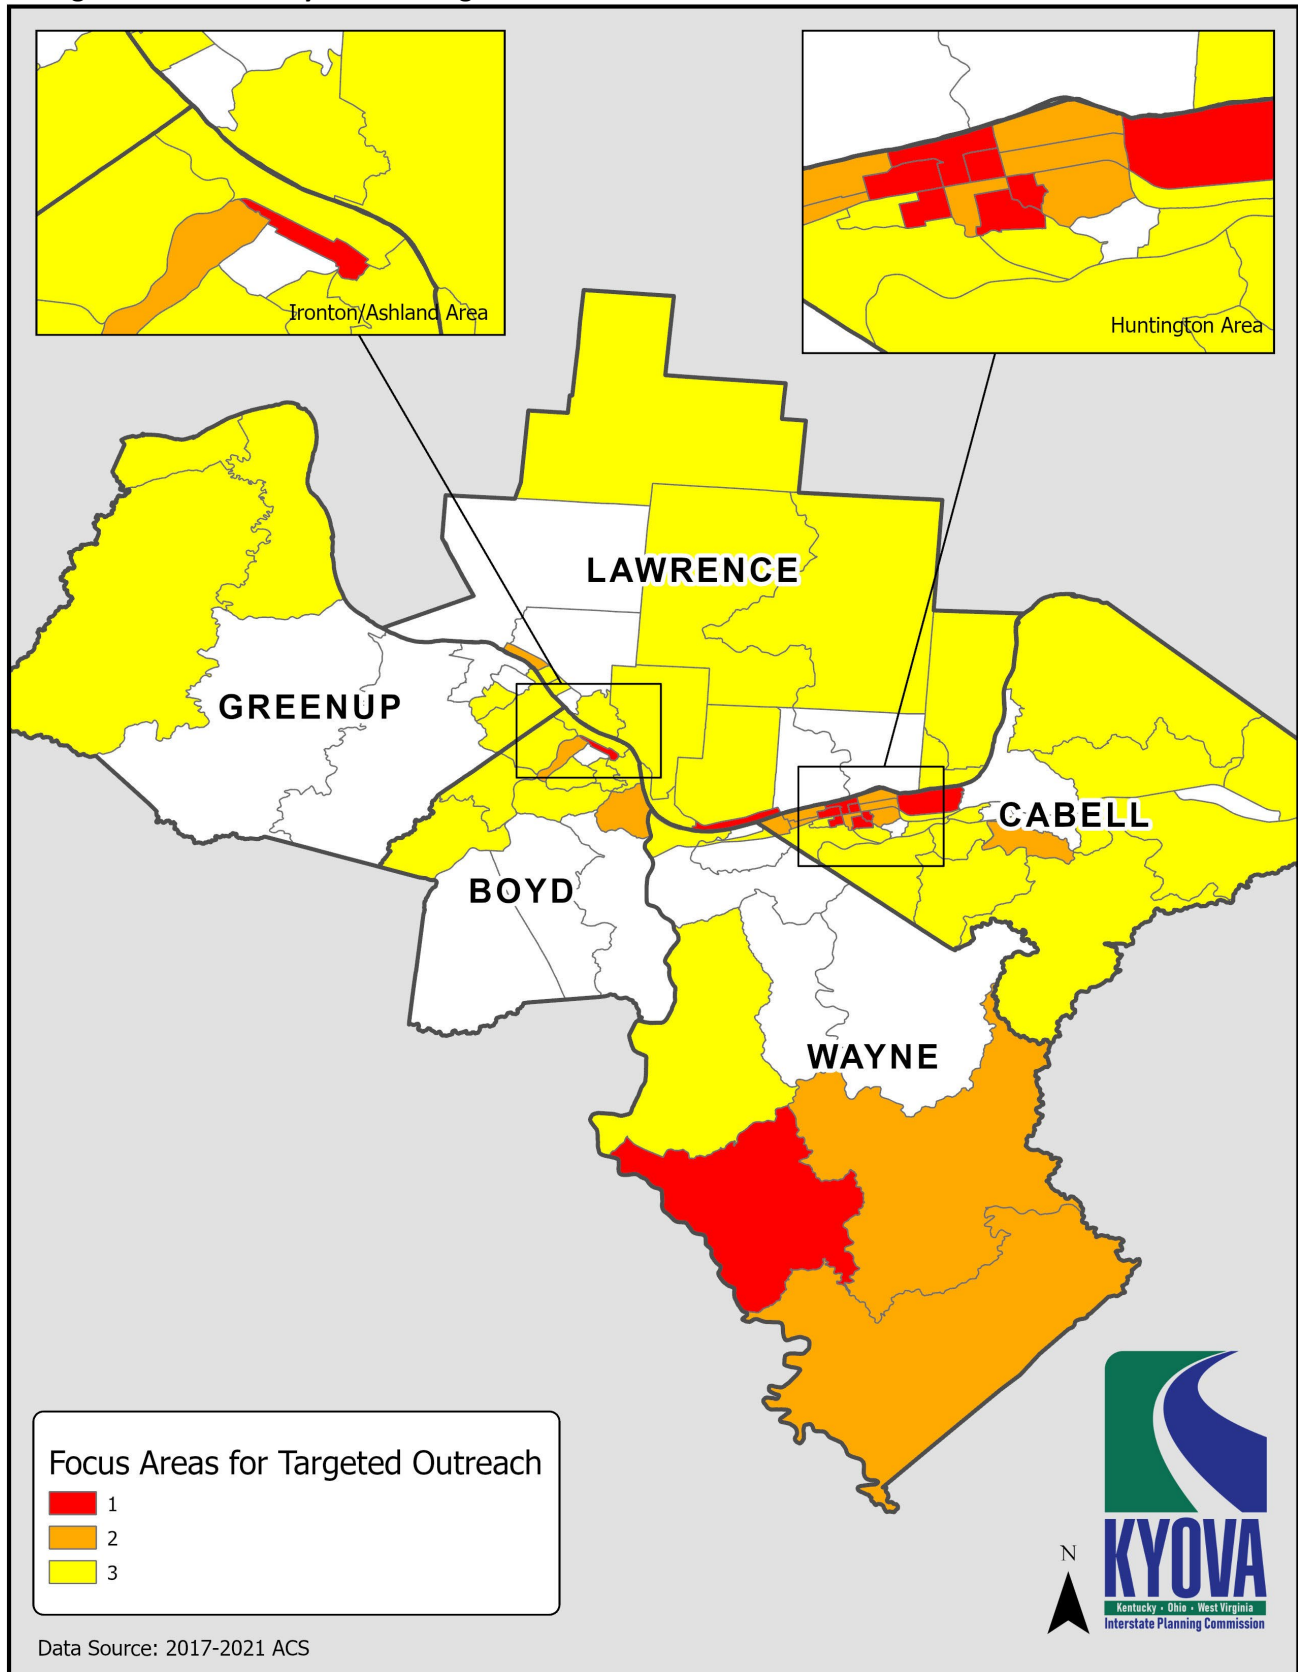 Ironton/Ashland Area
Huntington Area
LAWRENCE
GREENUP
CABELL
BOYD
WAYNE
Focus Areas for Targeted Outreach
1
2
3
N
KYOVA
Kentucky • Ohio • West Virginia
Interstate Planning Commission
Data Source: 2017-2021 ACS